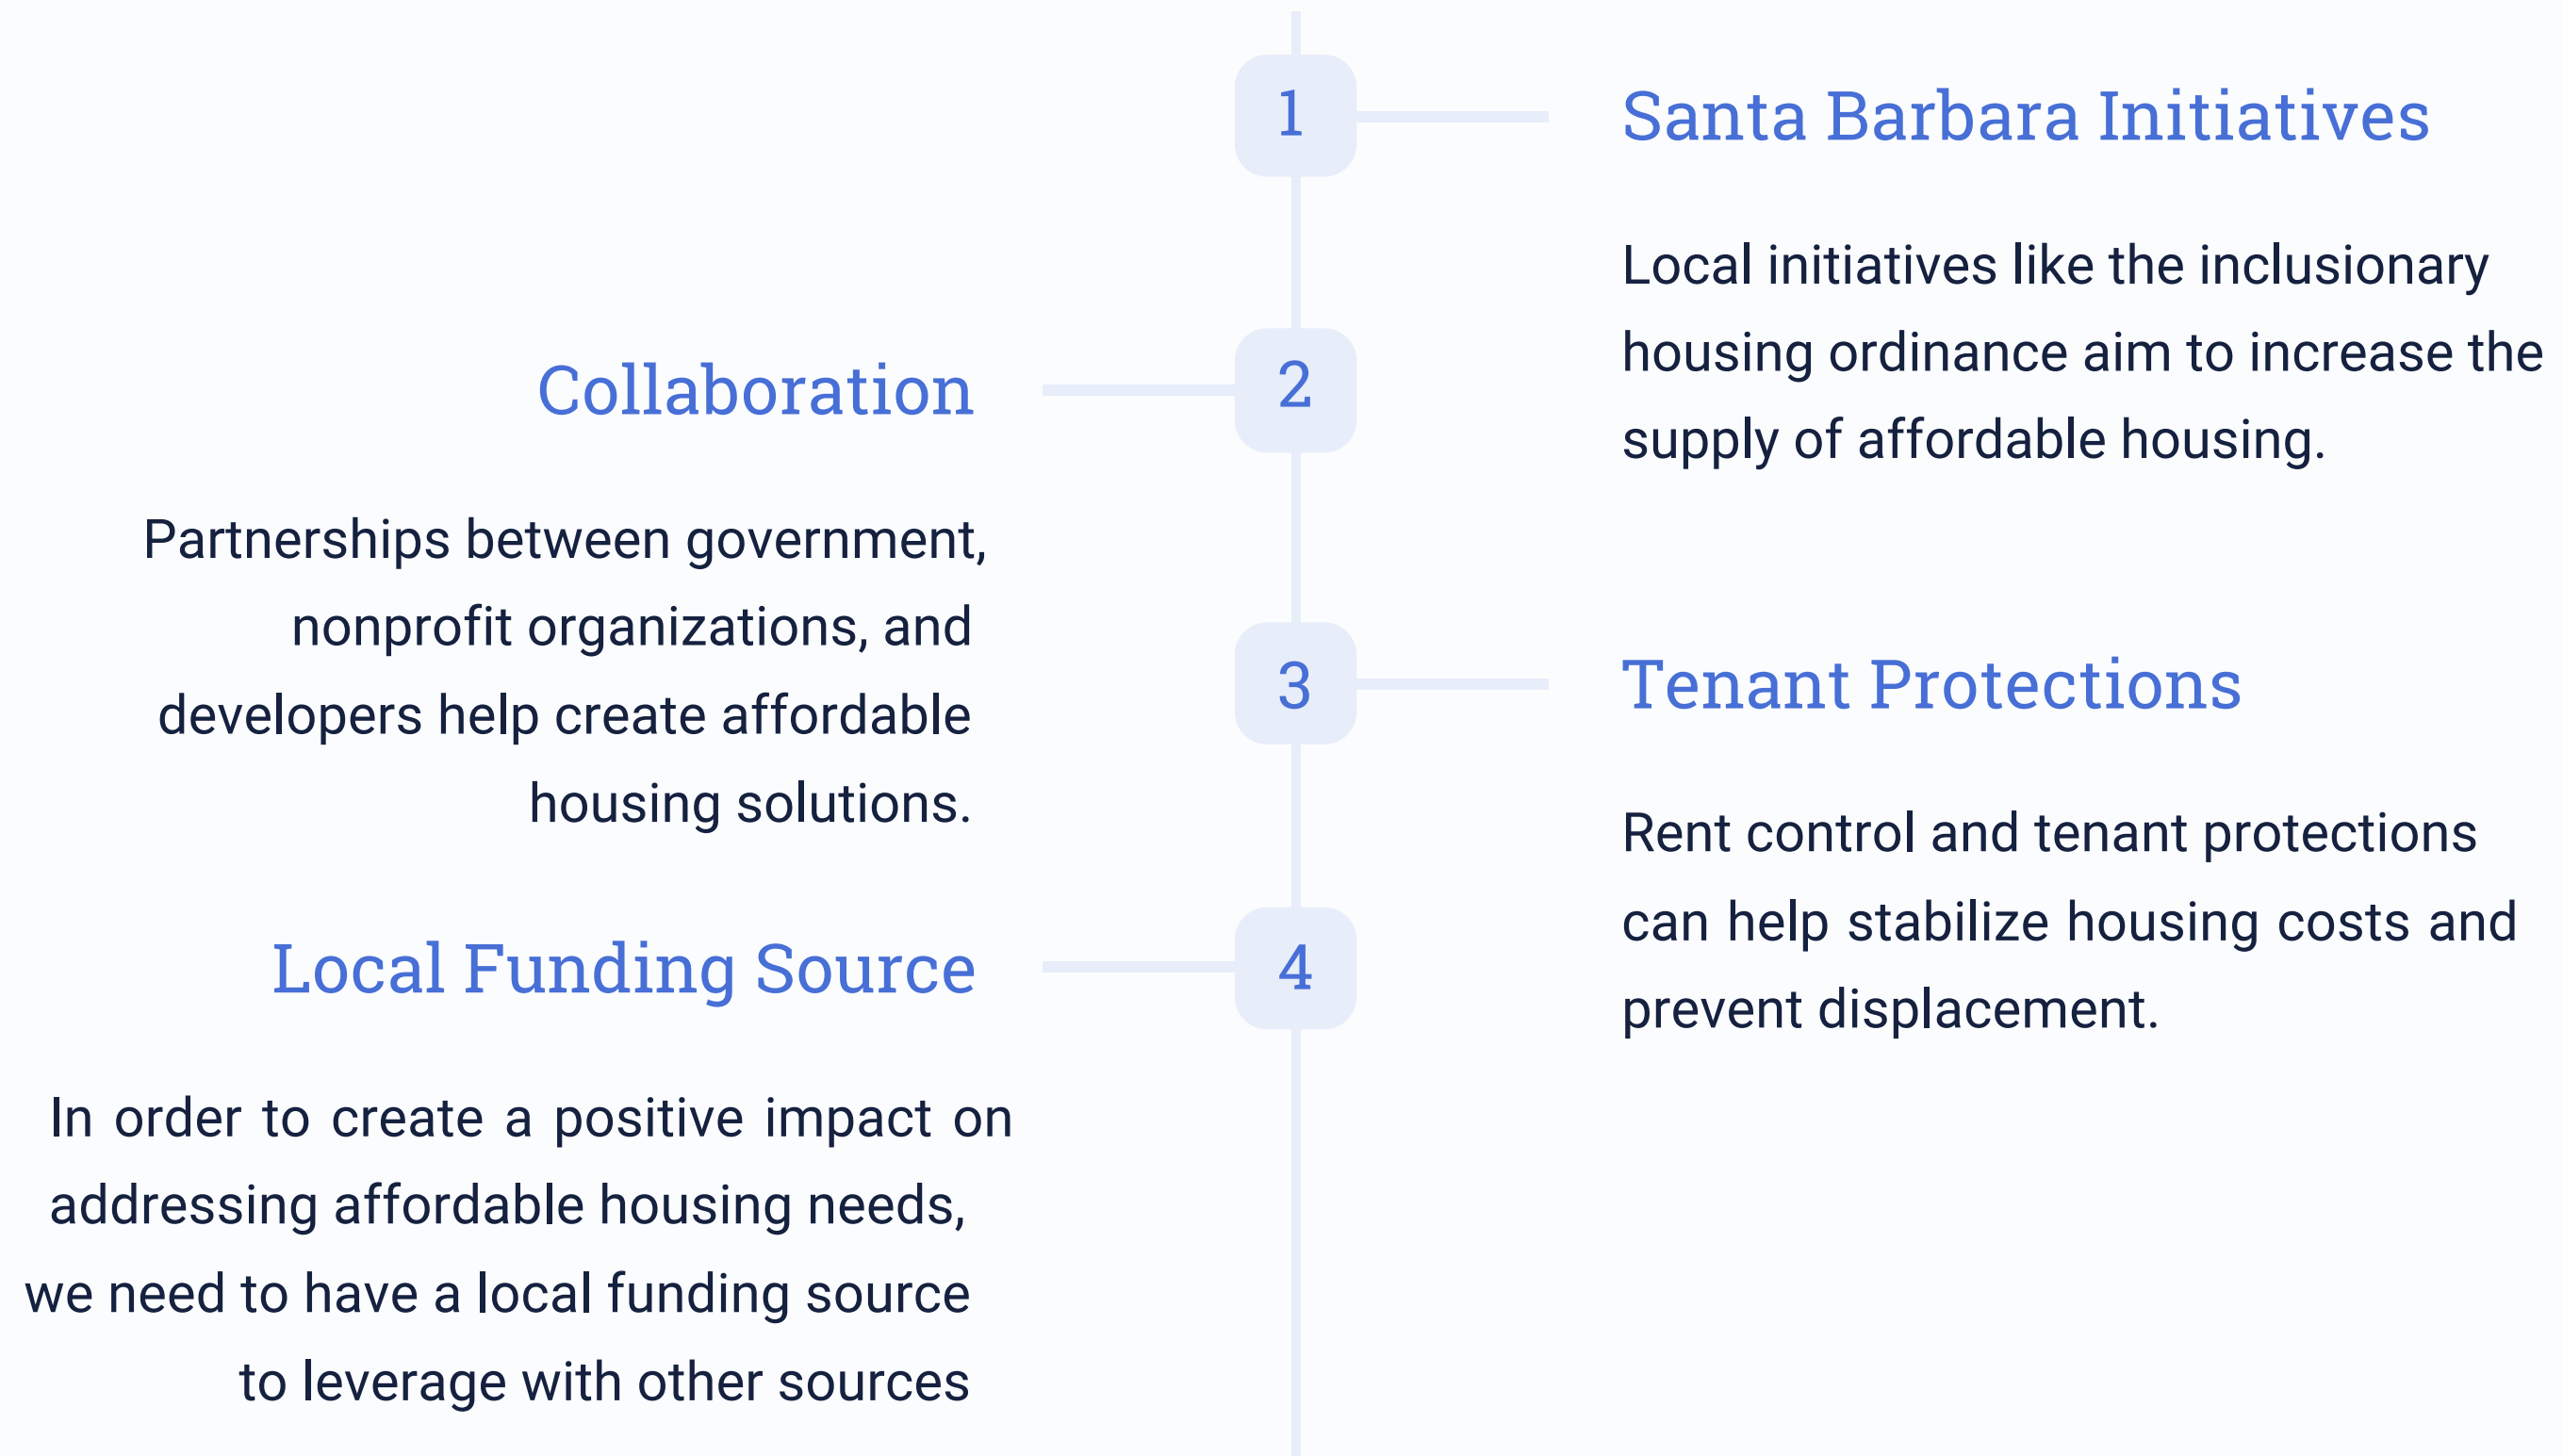 1
Santa Barbara Initiatives
Local initiatives like the inclusionary
housing ordinance aim to increase the
supply of affordable housing.
2
Collaboration
Partnerships between government,
nonprofit organizations, and
developers help create affordable
housing solutions.
3
Tenant Protections
Rent control and tenant protections
can help stabilize housing costs and
prevent displacement.
4
Local Funding Source
In order to create a positive impact on
addressing affordable housing needs,
we need to have a local funding source
to leverage with other sources